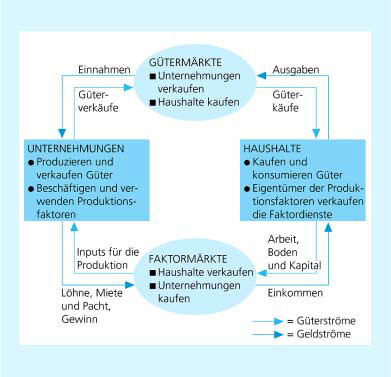 GÜTERMÄRKTE
■ Unternehmungen
verkaufen
■ Haushalte kaufen
Einnahmen
Güter-
verkäufe
Ausgaben
Güter-
käufe
UNTERNEHMUNGEN
● Produzieren und
verkaufen Güter
● Beschäftigen und ver-
wenden Produktions-
faktoren
HAUSHALTE
● Kaufen und
konsumieren Güter
● Eigentümer der Produk-
tionsfaktoren verkaufen
die Faktordienste
Inputs für die
Produktion
Löhne, Miete
und Pacht,
Gewinn
FAKTORMÄRKTE
■ Haushalte verkaufen
■ Unternehmungen
kaufen
Arbeit,
Boden
und Kapital
Einkommen
= Güterströme
= Geldströme